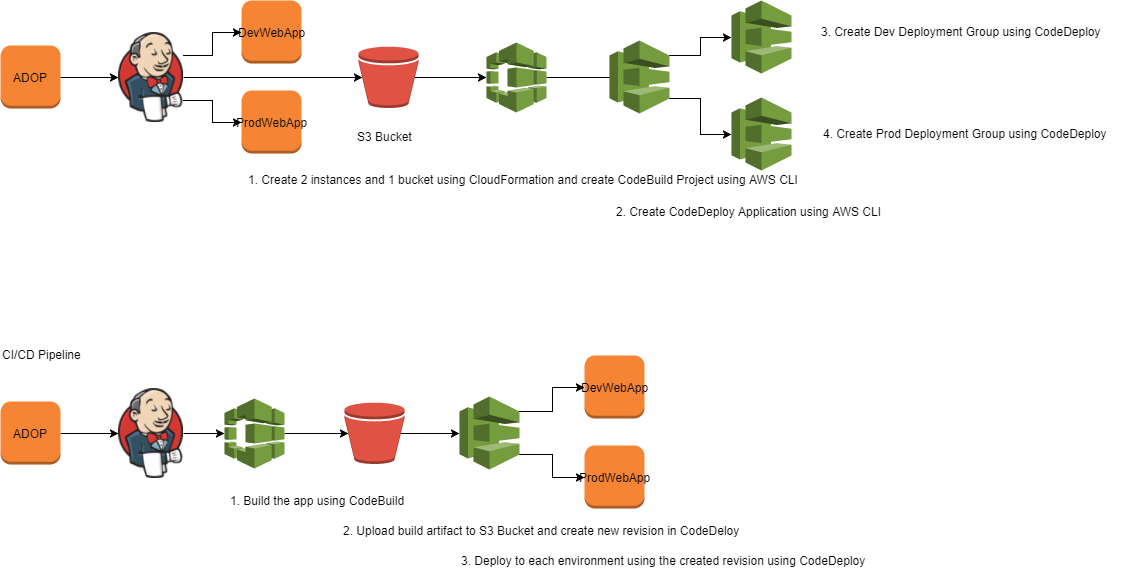 DevWebApp
3. Create Dev Deployment Group using CodeDeploy
ADOP
ProdWebApp
S3 Bucket
4. Create Prod Deployment Group using CodeDeploy
1. Create 2 instances and 1 bucket using CloudFormation and create CodeBuild Project using AWS CLI
2. Create CodeDeploy Application using AWS CLI
CI/CD Pipeline
DevWebApp
ADOP
ProdWebApp
1. Build the app using CodeBuild
2. Upload build artifact to S3 Bucket and create new revision in CodeDeloy
3. Deploy to each environment using the created revision using CodeDeploy